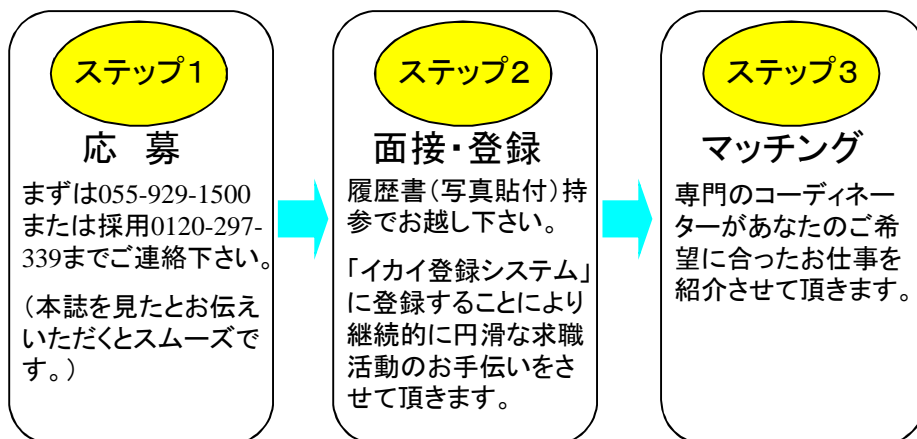 ステップ１
応　募
まずは055-929-1500
または採用0120-297-
339までご連絡下さい。
（本誌を見たとお伝え
いただくとスムーズで
す。）
ステップ２
面接・登録
履歴書（写真貼付）持
参でお越し下さい。
「イカイ登録システム」
に登録することにより
継続的に円滑な求職
活動のお手伝いをさ
せて頂きます。
ステップ３
マッチング
専門のコーディネー
ターがあなたのご希
望に合ったお仕事を
紹介させて頂きます。